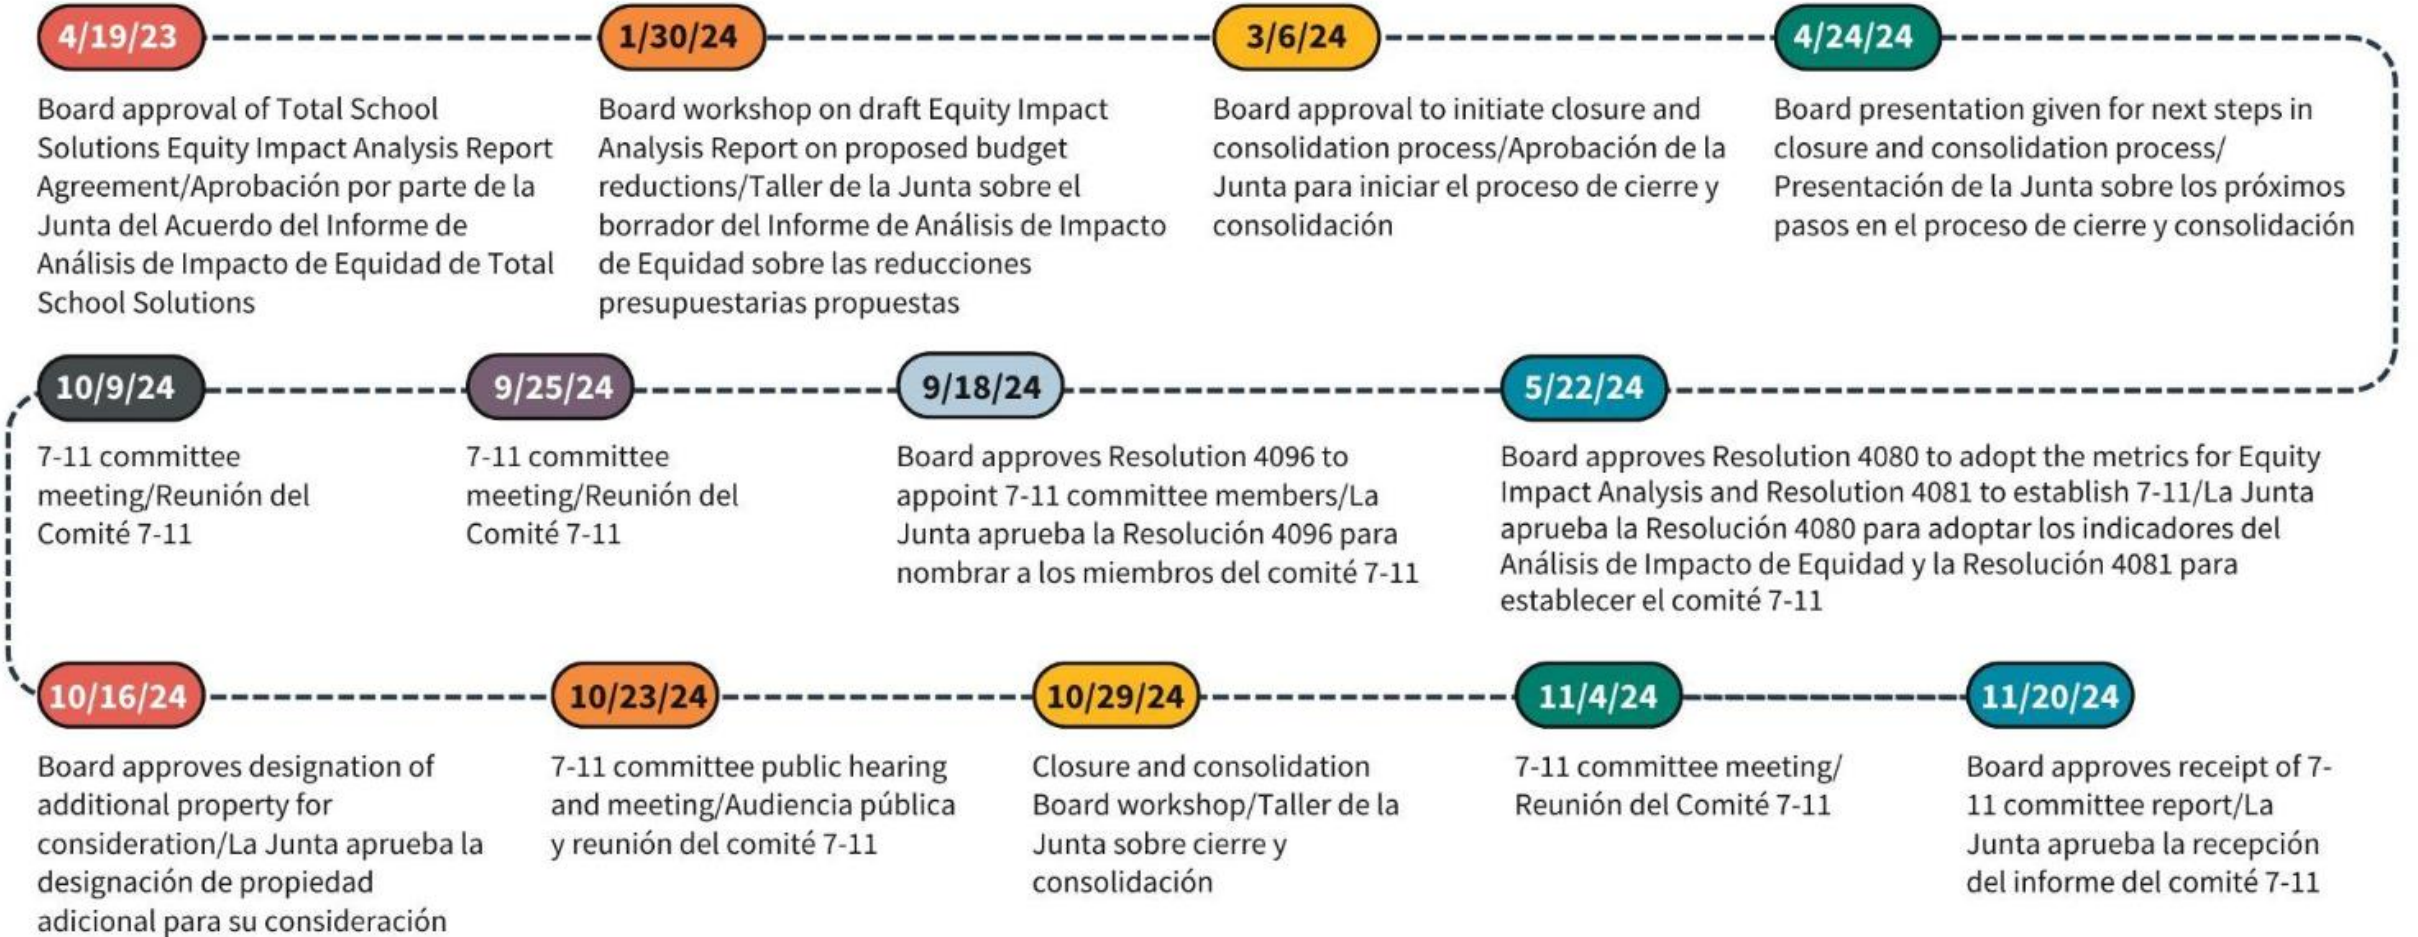 4/19/23
Board approval of Total School
Solutions Equity Impact Analysis Report
Agreement/Aprobación por parte de la
Junta del Acuerdo del Informe de
Análisis de Impacto de Equidad de Total
School Solutions
1/30/24
Board workshop on draft Equity Impact
Analysis Report on proposed budget
reductions/Taller de la Junta sobre el
borrador del Informe de Análisis de Impacto
de Equidad sobre las reducciones
presupuestarias propuestas
3/6/24
Board approval to initiate closure and
consolidation process/Aprobación de la
Junta para iniciar el proceso de cierre y
consolidación
4/24/24
Board presentation given for next steps in
closure and consolidation process/
Presentación de la Junta sobre los próximos
pasos en el proceso de cierre y consolidación
5/22/24
Board approves Resolution 4080 to adopt the metrics for Equity
Impact Analysis and Resolution 4081 to establish 7-11/La Junta
aprueba la Resolución 4080 para adoptar los indicadores del
Análisis de Impacto de Equidad y la Resolución 4081 para
establecer el comité 7-11
9/18/24
Board approves Resolution 4096 to
appoint 7-11 committee members/La
Junta aprueba la Resolución 4096 para
nombrar a los miembros del comité 7-11
9/25/24
7-11 committee
meeting/Reunión del
Comité 7-11
10/9/24
7-11 committee
meeting/Reunión del
Comité 7-11
10/16/24
Board approves designation of
additional property for
consideration/La Junta aprueba la
designación de propiedad
adicional para su consideración
10/23/24
7-11 committee public hearing
and meeting/Audiencia pública
y reunión del comité 7-11
10/29/24
Closure and consolidation
Board workshop/Taller de la
Junta sobre cierre y
consolidación
11/4/24
7-11 committee meeting/
Reunión del Comité 7-11
11/20/24
Board approves receipt of 7-
11 committee report/La
Junta aprueba la recepción
del informe del comité 7-11